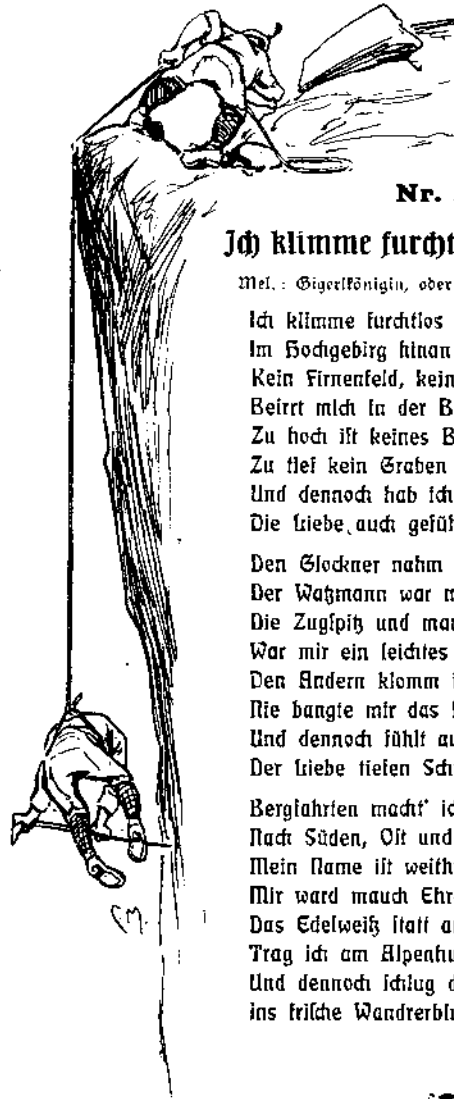 Nr.
Ich klimme furcht
Mel.: Gigerlkönigin, oder
Ich klimme furchtlos
Im Hochgebirg hinan
Kein Firnenfeld, kein
Beirrt mich in der B
Zu hoch ist keines B
Zu tief kein Graben
Und dennoch hab ich
Die Liebe auch gefüh
Den Glockner nahm
Der Watzmann war m
Die Zugspitz und man
War mir ein leichtes
Den Andern klomm i
Nie bangte mir das
Und dennoch fühlt au
Der Liebe tiefen Sch
Bergfahrten macht' ic
Nach Süden, Ost und
Mein Name ist weith
Mir ward mauch Ehr
Das Edelweiß statt a
Trag ich am Alpenhu
Und dennoch schlug d
ins frische Wandrerbl
C.M.